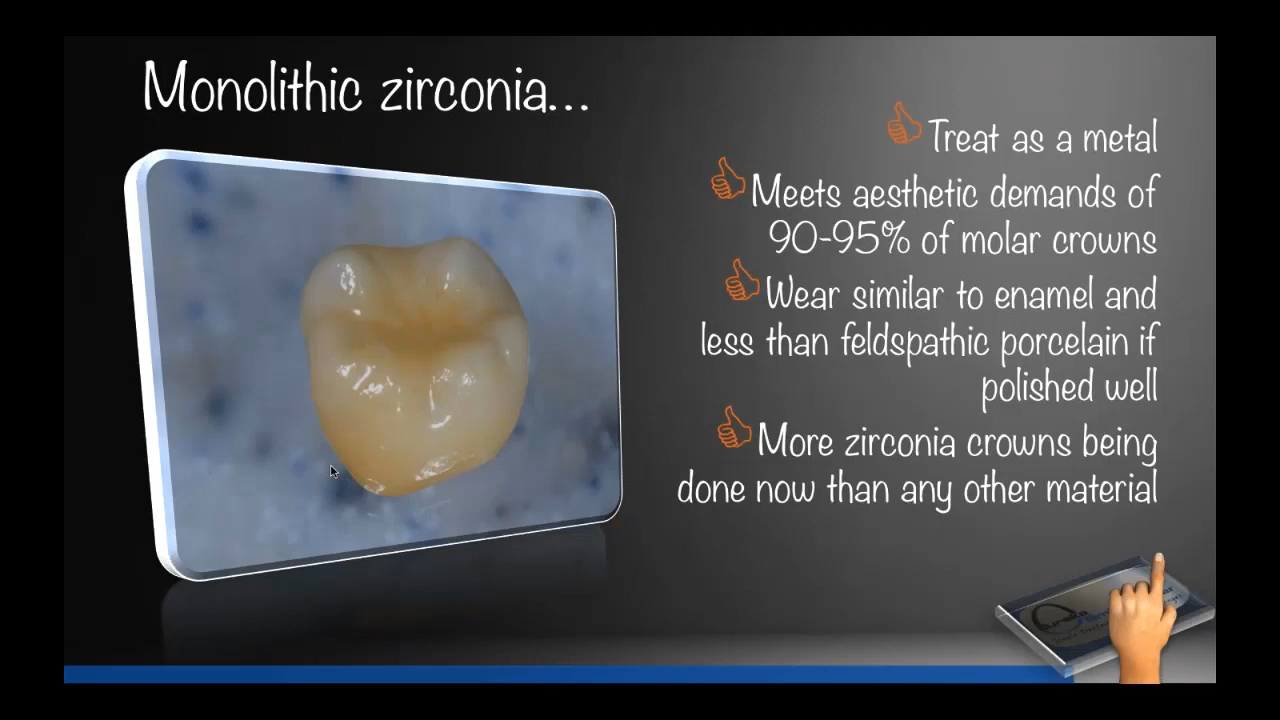 Monolithic zirconia...
Treat as a metal
Meets aesthetic demands of
90-95% of molar crowns
Wear similar to enamel and
less than feldspathic porcelain if
polished well
More zirconia crowns being
done now than any other material